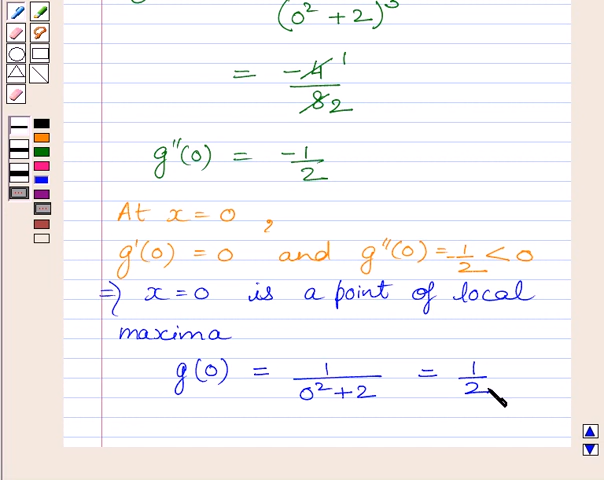 (0² + 2)³
= -4 1
8 2
g''(0) = -1/2
At x = 0 ,
g'(0) = 0 and g''(0) = -1/2 < 0
=) x = 0 is a point of local
maxima
g(0) = 1/(0² + 2) = 1/2